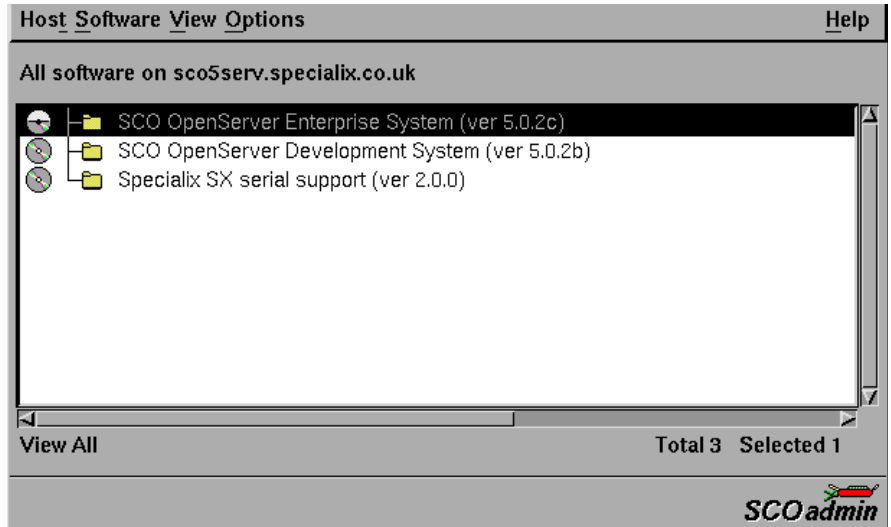 Host Software View Options Help
All software on sco5serv.specialix.co.uk
SCO OpenServer Enterprise System (ver 5.0.2c)
SCO OpenServer Development System (ver 5.0.2b)
Specialix SX serial support (ver 2.0.0)
View All Total 3 Selected 1
SCOadmin